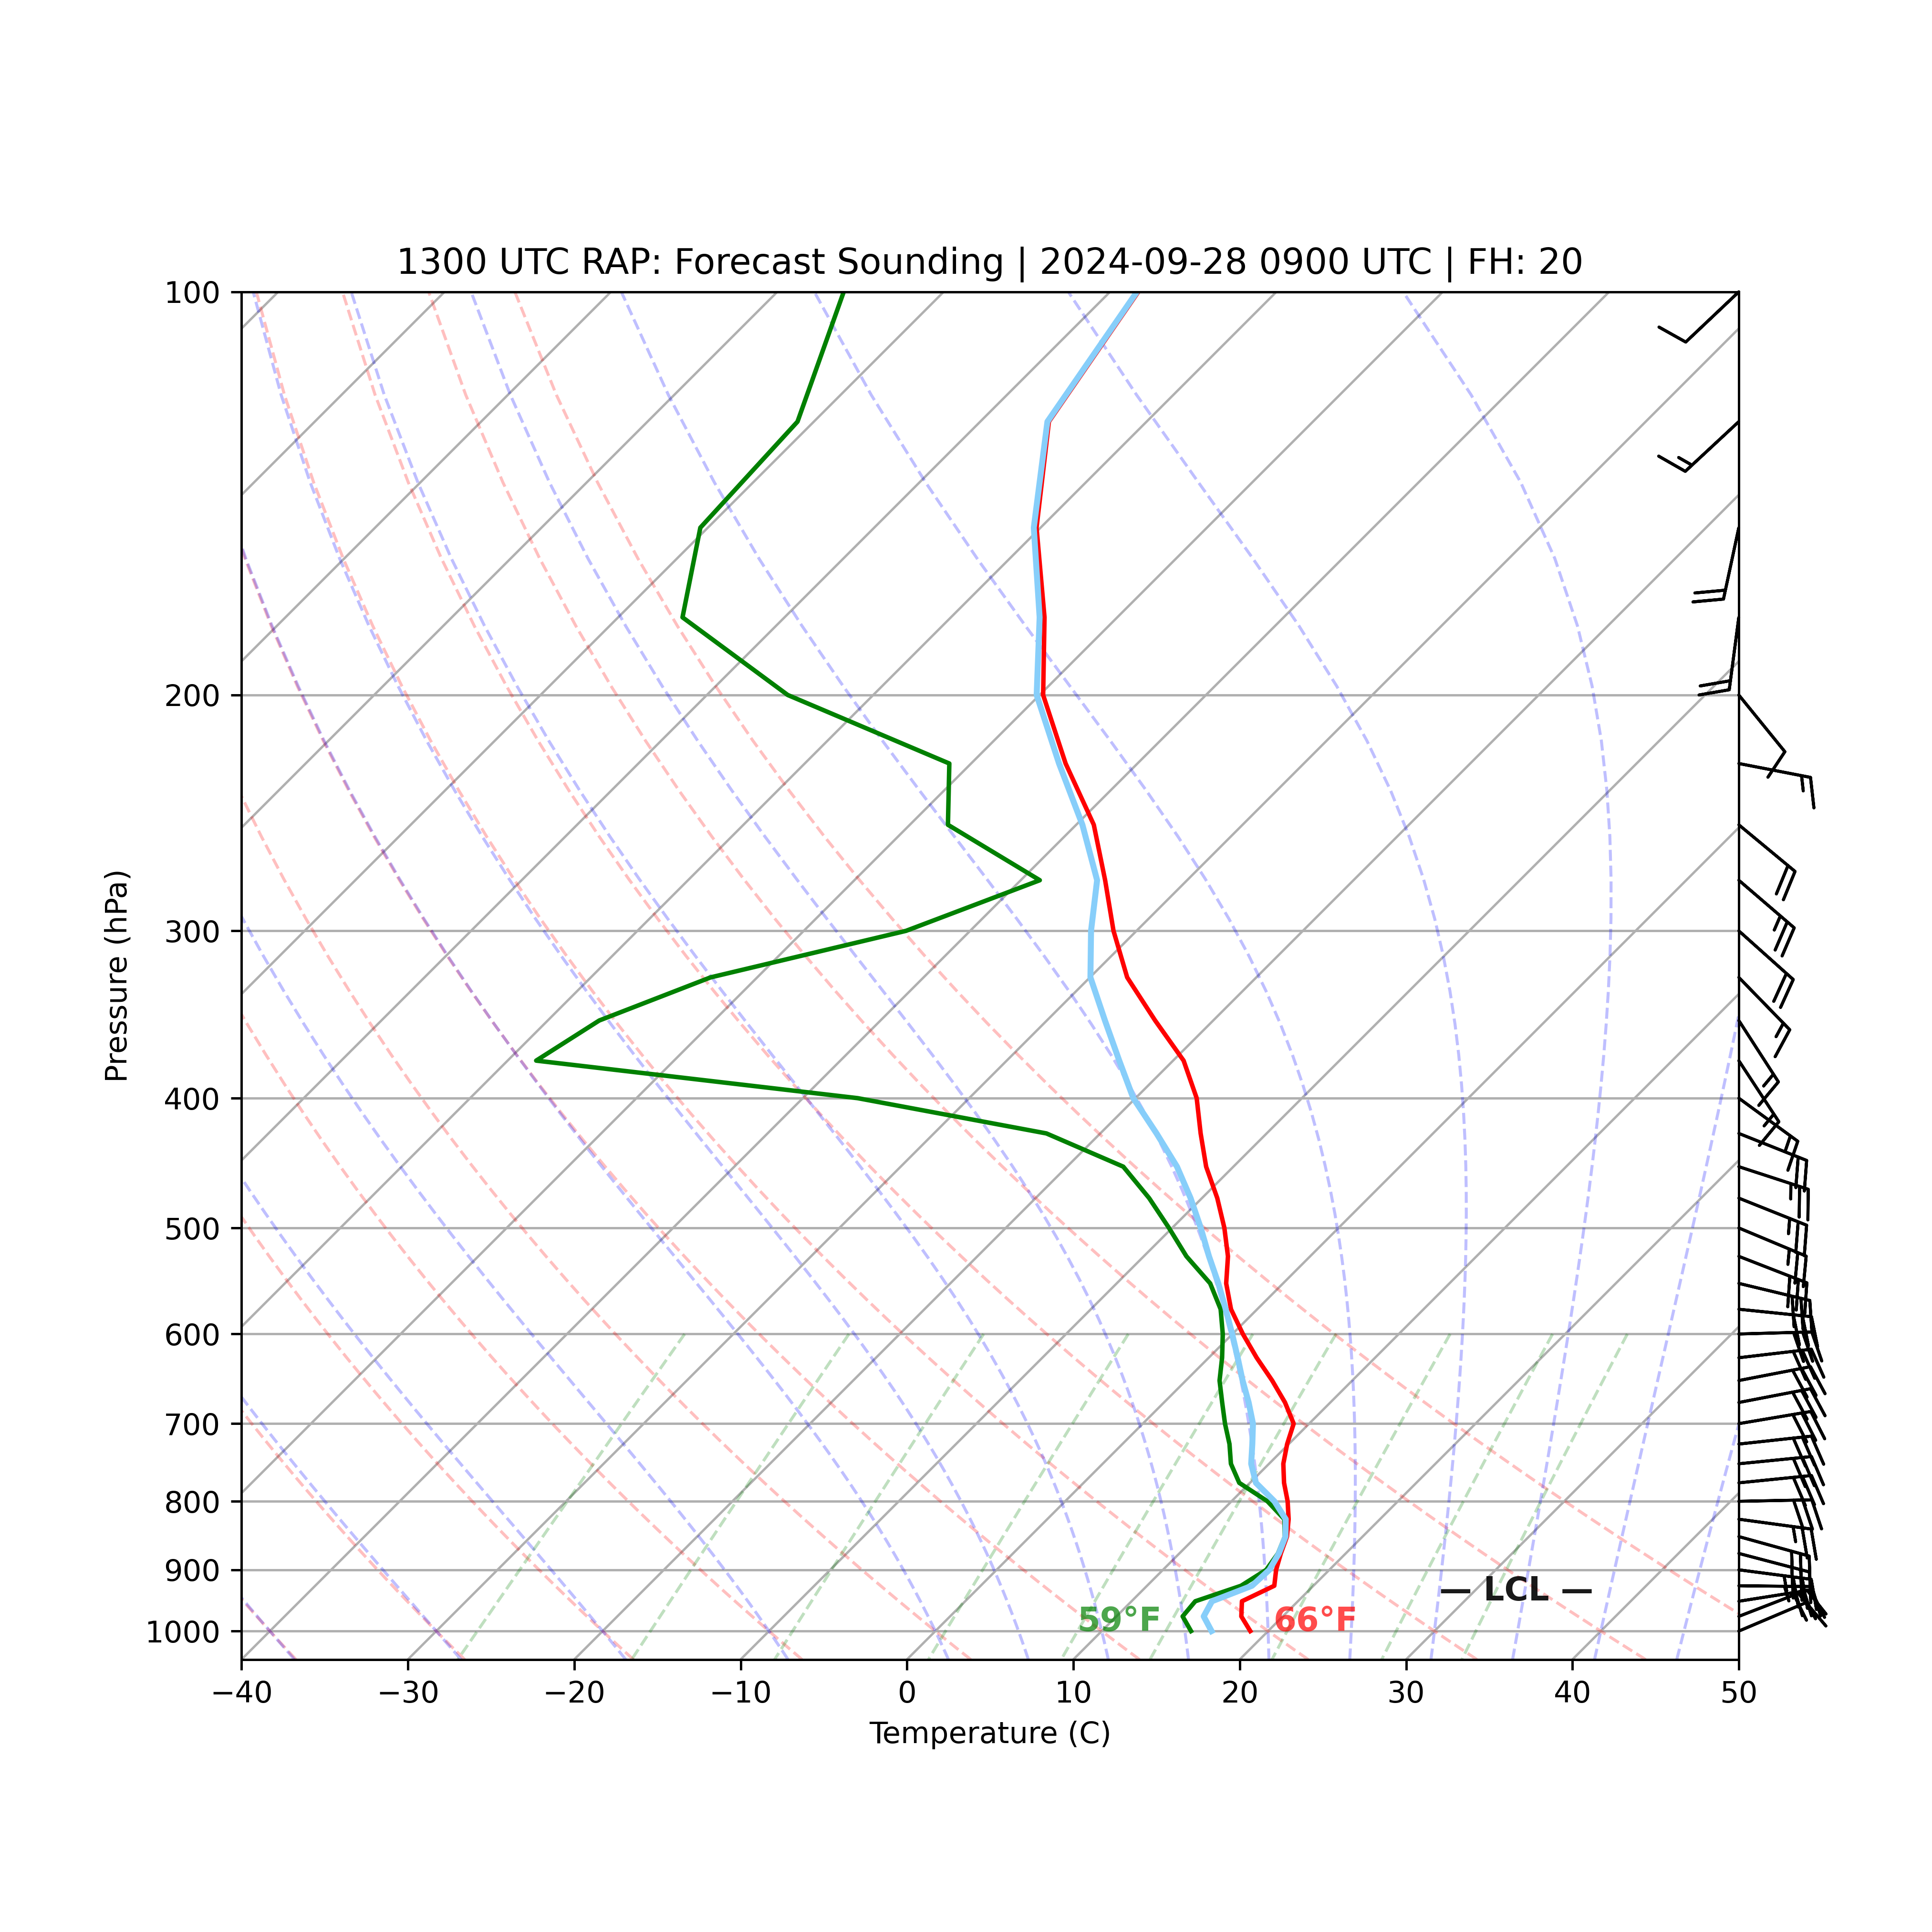 1300 UTC RAP: Forecast Sounding | 2024-09-28 0900 UTC | FH: 20
100
200
300
400
500
600
700
800
900
1000
Pressure (hPa)
— LCL —
59°F
66°F
−40 −30 −20 −10 0 10 20 30 40 50
Temperature (C)